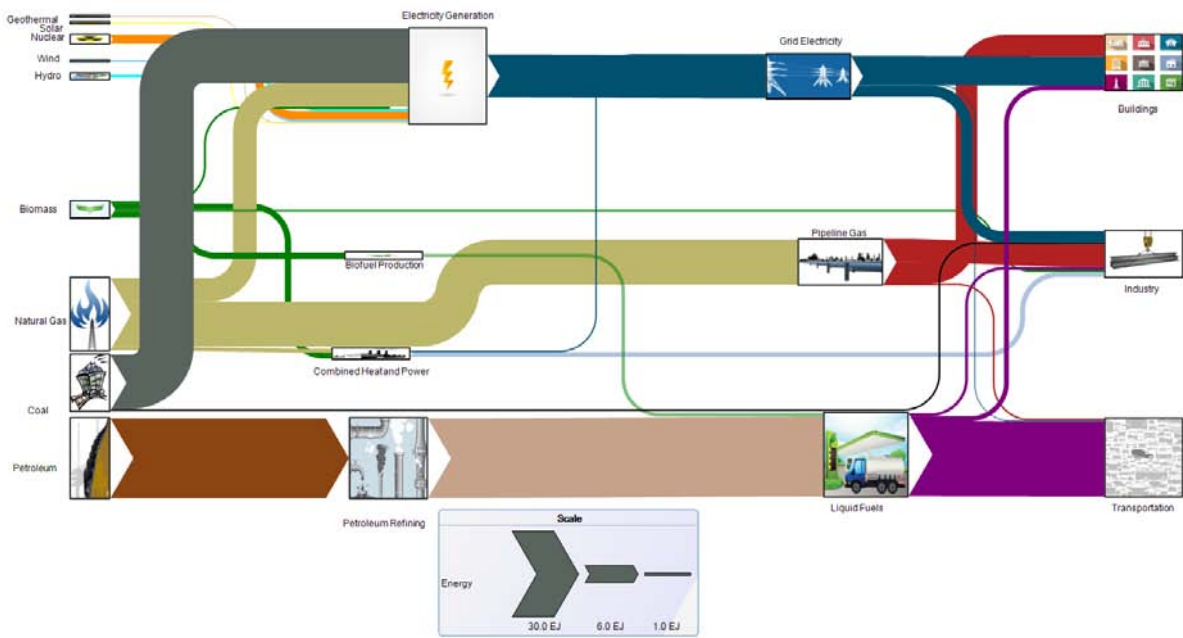 Geothermal
Solar
Nuclear
Wind
Hydro
Electricity Generation
Grid Electricity
Buildings
Biomass
Biofuel Production
Pipeline Gas
Industry
Natural Gas
Combined Heat and Power
Coal
Petroleum
Petroleum Refining
Liquid Fuels
Transportation
Scale
Energy
30.0 EJ 6.0 EJ 1.0 EJ